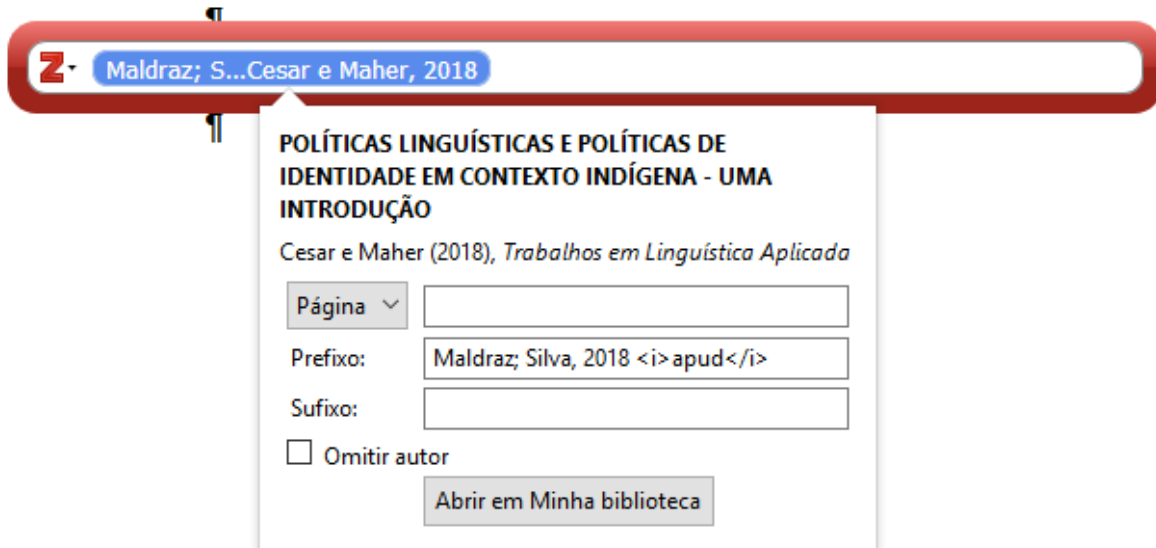 ¶
Z Maldraz; S...Cesar e Maher, 2018
¶
POLÍTICAS LINGUÍSTICAS E POLÍTICAS DE
IDENTIDADE EM CONTEXTO INDÍGENA - UMA
INTRODUÇÃO
Cesar e Maher (2018), Trabalhos em Linguística Aplicada
Página
Prefixo: Maldraz; Silva, 2018 <i>apud</i>
Sufixo:
Omitir autor
Abrir em Minha biblioteca